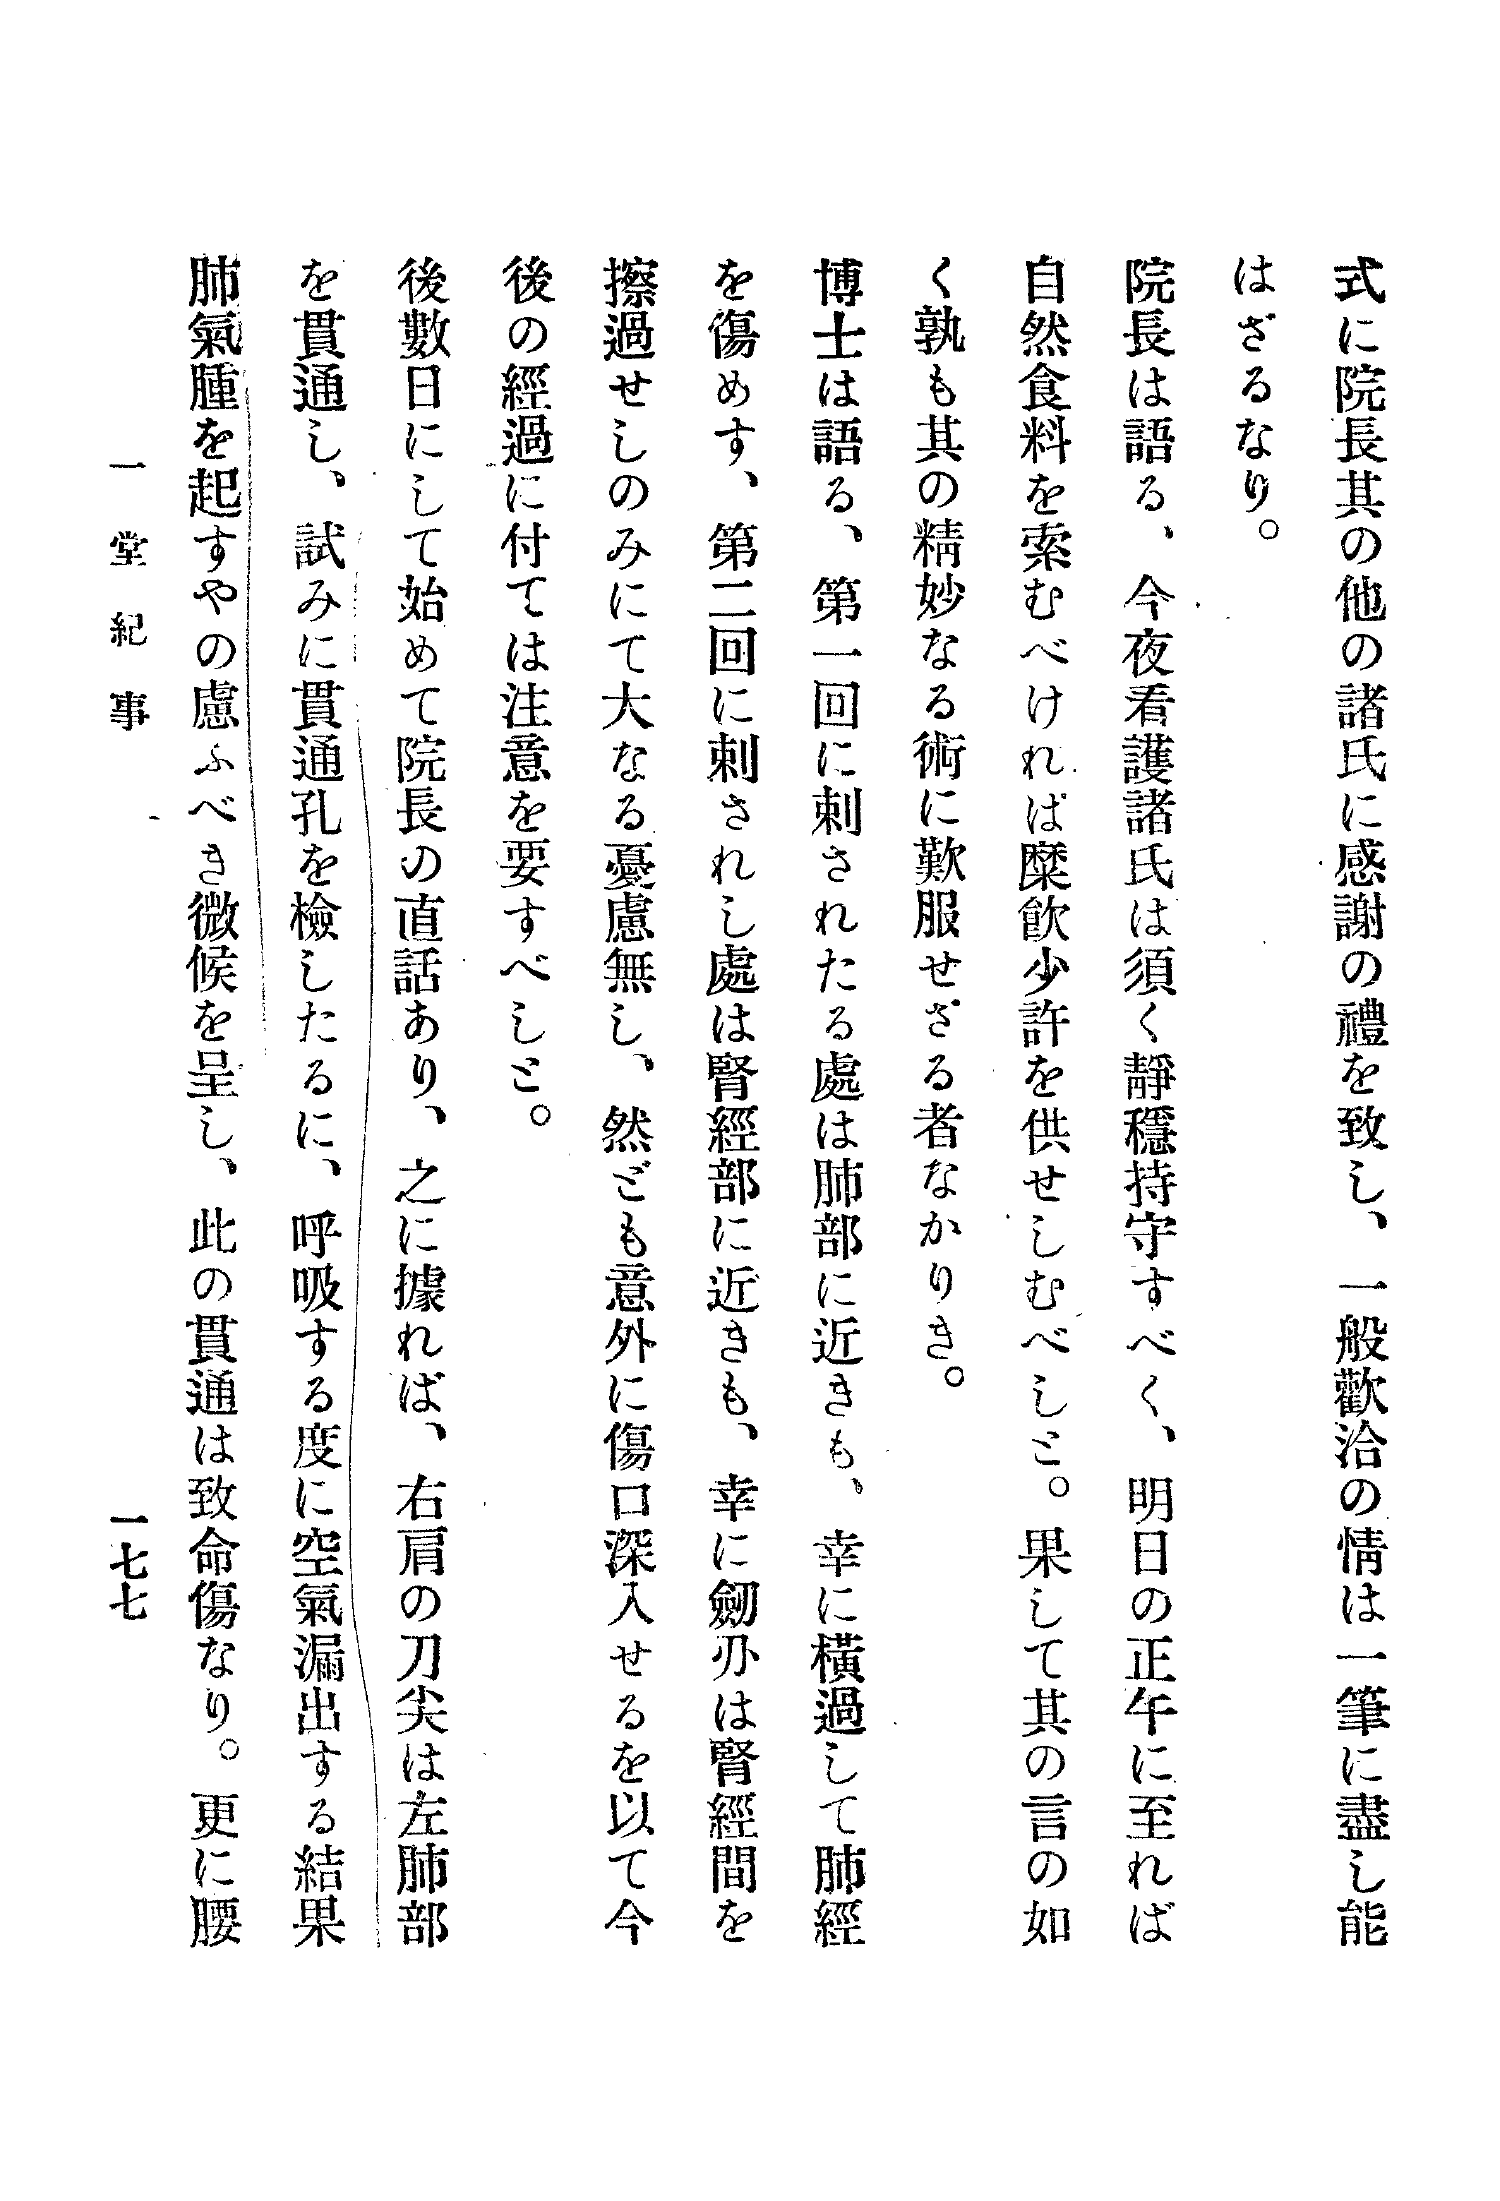 式に院長其の他の諸氏に感謝の禮を致し、一般歡洽の情は一筆に盡し能
はざるなり。
院長は語る、今夜看護諸氏は須く靜穩持守すべく、明日の正午に至れば
自然食料を索むべければ糜飮少許を供せしむべしと。果して其の言の如
く孰も其の精妙なる術に歎服せざる者なかりき。
博士は語る、第一回に刺されたる處は肺部に近きも、幸に橫過して肺經
を傷めす、第二回に刺されし處は腎經部に近きも、幸に劒刅は腎經間を
擦過せしのみにて大なる憂慮無し、然ども意外に傷口深入せるを以て今
後の經過に付ては注意を要すべしと。
後數日にして始めて院長の直話あり、之に據れば、右肩の刀尖は左肺部
を貫通し、試みに貫通孔を檢したるに、呼吸する度に空氣漏出する結果
肺氣腫を起すやの慮ふべき微候を呈し、此の貫通は致命傷なり。更に腰
一堂紀事
一七七